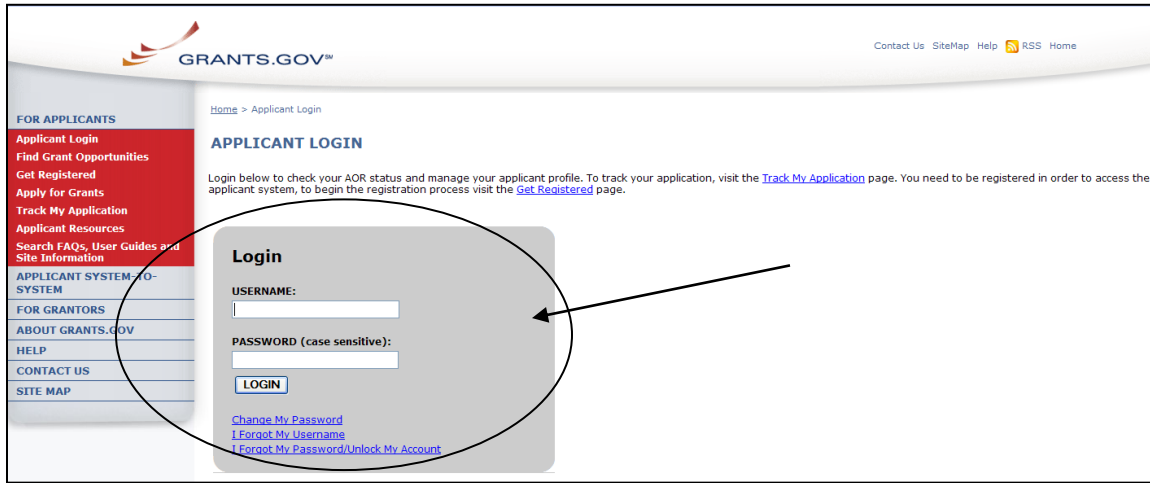 GRANTS.GOV℠
Contact Us SiteMap Help RSS Home
FOR APPLICANTS
Applicant Login
Find Grant Opportunities
Get Registered
Apply for Grants
Track My Application
Applicant Resources
Search FAQs, User Guides and
Site Information
APPLICANT SYSTEM-TO-
SYSTEM
FOR GRANTORS
ABOUT GRANTS.GOV
HELP
CONTACT US
SITE MAP
Home > Applicant Login
APPLICANT LOGIN
Login below to check your AOR status and manage your applicant profile. To track your application, visit the Track My Application page. You need to be registered in order to access the
applicant system, to begin the registration process visit the Get Registered page.
Login
USERNAME:
PASSWORD (case sensitive):
LOGIN
Change My Password
I Forgot My Username
I Forgot My Password/Unlock My Account